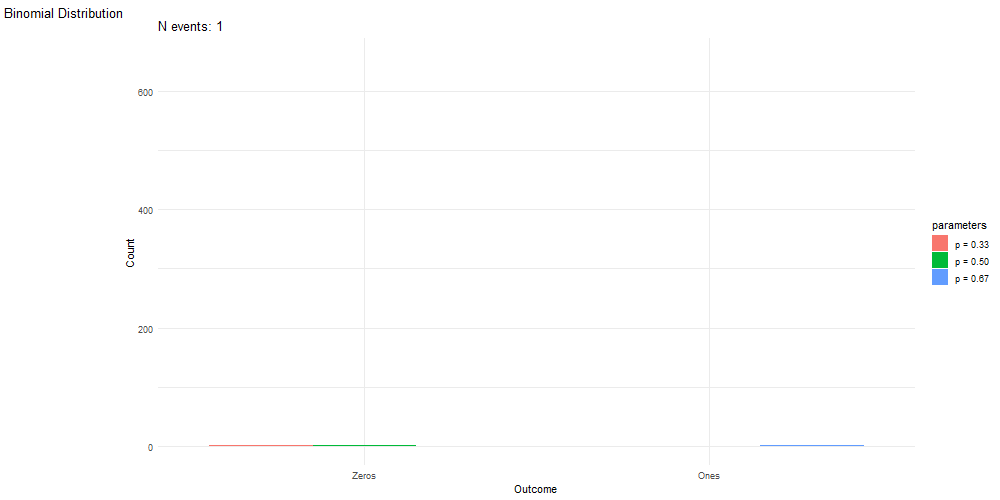 Binomial Distribution
N events: 1
600
400
200
0
Count
Zeros
Ones
Outcome
parameters
p = 0.33
p = 0.50
p = 0.67